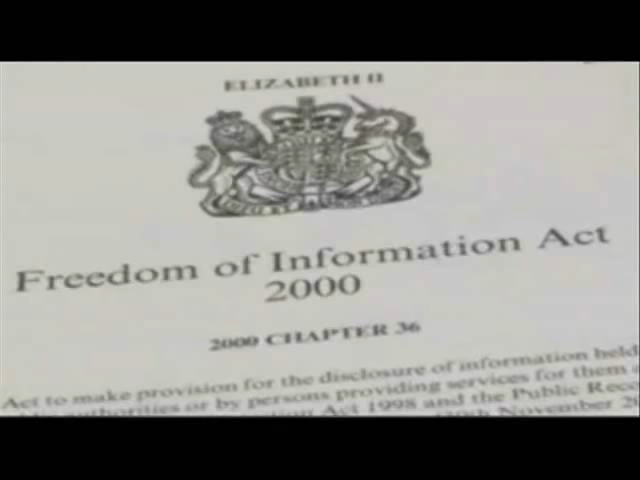 ELIZABETH II
Freedom of Information Act
2000
2000 CHAPTER 36
Act to make provision for the disclosure of information held
authorities or by persons providing services for them
Act 1998 and the Public
November